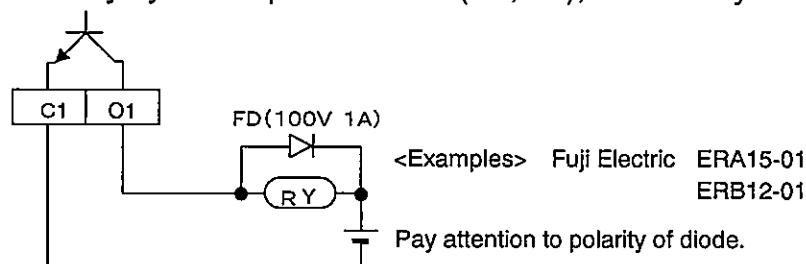 C1 O1
FD(100V 1A)
<Examples> Fuji Electric ERA15-01
ERB12-01
RY
Pay attention to polarity of diode.